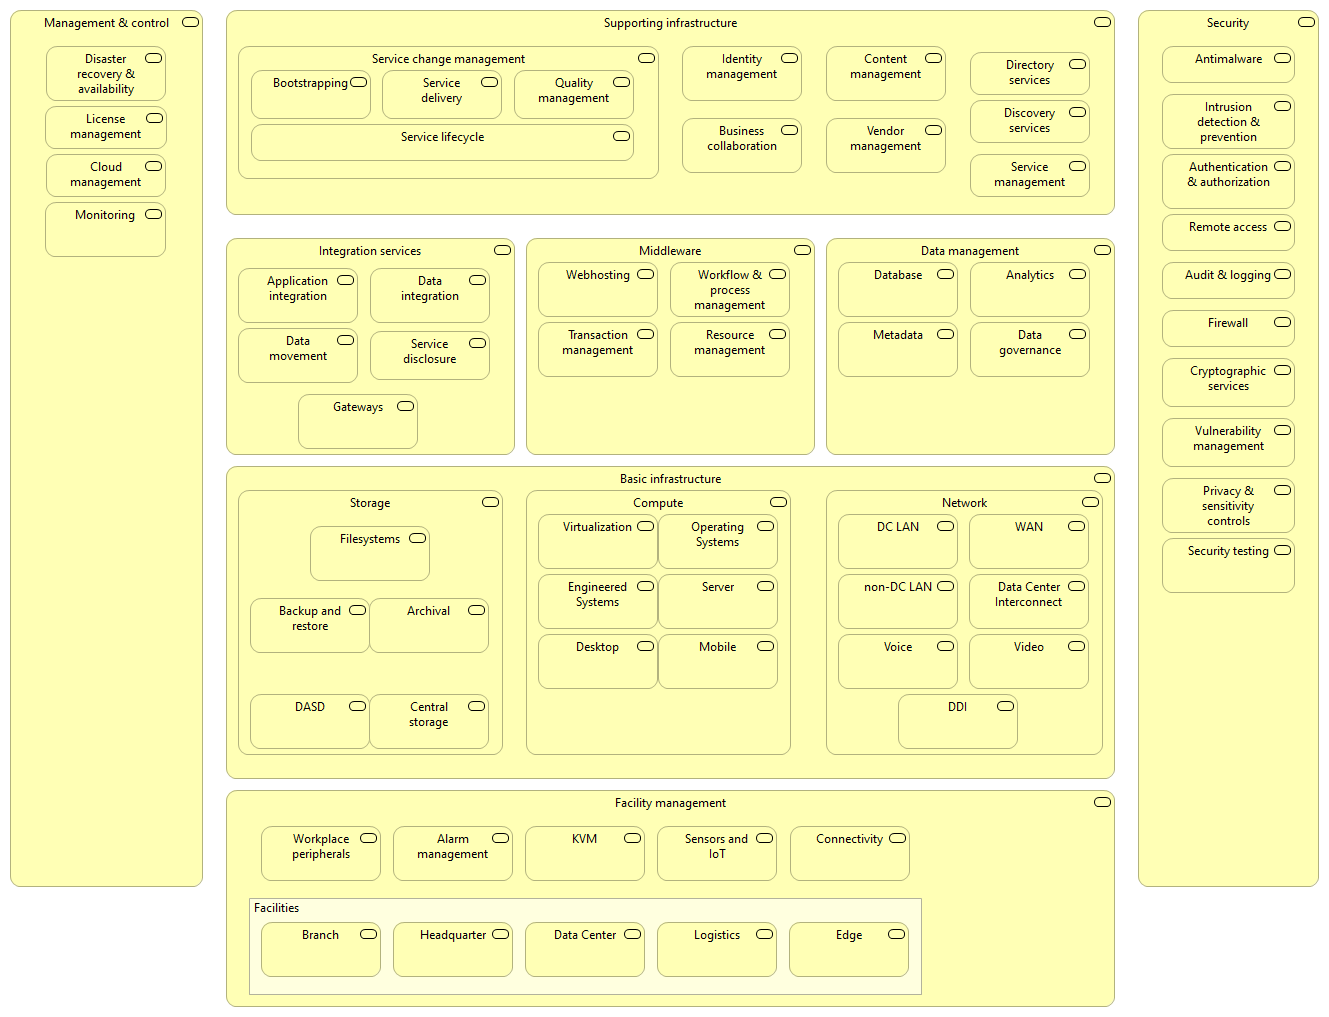 Management & control
Disaster
recovery &
availability
License
management
Cloud
management
Monitoring
Supporting infrastructure
Service change management
Bootstrapping
Service
delivery
Quality
management
Service lifecycle
Identity
management
Content
management
Directory
services
Discovery
services
Business
collaboration
Vendor
management
Service
management
Integration services
Application
integration
Data
integration
Data
movement
Service
disclosure
Gateways
Middleware
Webhosting
Workflow &
process
management
Transaction
management
Resource
management
Data management
Database
Analytics
Metadata
Data
governance
Basic infrastructure
Storage
Filesystems
Backup and
restore
Archival
DASD
Central
storage
Compute
Virtualization
Operating
Systems
Engineered
Systems
Server
Desktop
Mobile
Network
DC LAN
WAN
non-DC LAN
Data Center
Interconnect
Voice
Video
DDI
Facility management
Workplace
peripherals
Alarm
management
KVM
Sensors and
IoT
Connectivity
Facilities
Branch
Headquarter
Data Center
Logistics
Edge
Security
Antimalware
Intrusion
detection &
prevention
Authentication
& authorization
Remote access
Audit & logging
Firewall
Cryptographic
services
Vulnerability
management
Privacy &
sensitivity
controls
Security testing